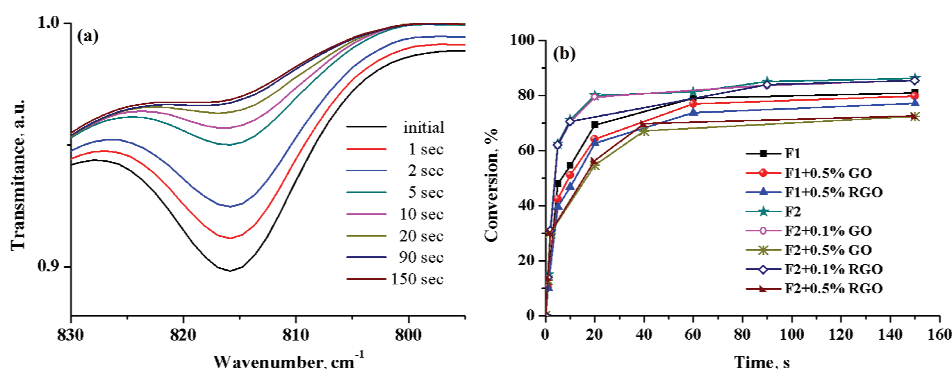 (a)
1.0
0.9
Transmitance. a.u.
initial
1 sec
2 sec
5 sec
10 sec
20 sec
90 sec
150 sec
830
820
810
800
Wavenumber, cm-1
(b)
100
80
60
40
20
0
Conversion, %
F1
F1+0.5% GO
F1+0.5% RGO
F2
F2+0.1% GO
F2+0.5% GO
F2+0.1% RGO
F2+0.5% RGO
0
20
40
60
80
100
120
140
160
Time, s